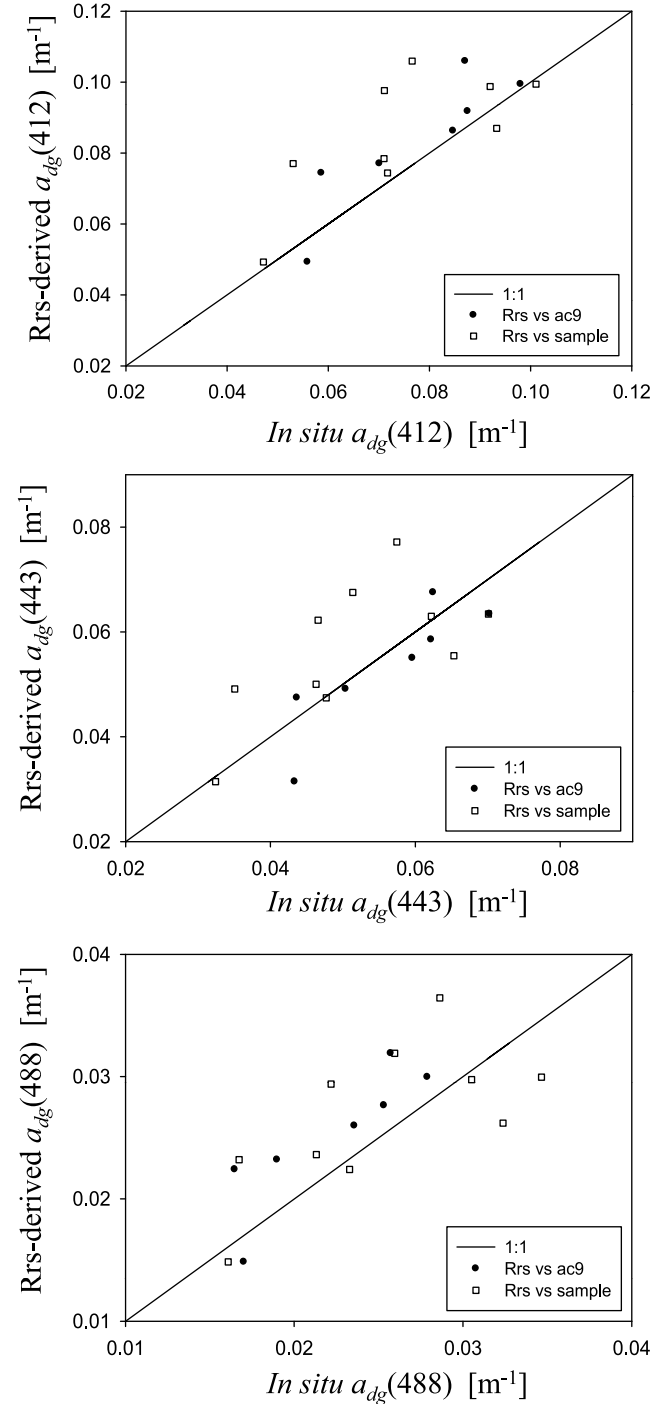 Rrs-derived a_dg(412) [m⁻¹]
0.12
0.10
0.08
0.06
0.04
0.02
1:1
Rrs vs ac9
Rrs vs sample
0.02 0.04 0.06 0.08 0.10 0.12
In situ a_dg(412) [m⁻¹]
Rrs-derived a_dg(443) [m⁻¹]
0.08
0.06
0.04
0.02
1:1
Rrs vs ac9
Rrs vs sample
0.02 0.04 0.06 0.08
In situ a_dg(443) [m⁻¹]
Rrs-derived a_dg(488) [m⁻¹]
0.04
0.03
0.02
0.01
1:1
Rrs vs ac9
Rrs vs sample
0.01 0.02 0.03 0.04
In situ a_dg(488) [m⁻¹]